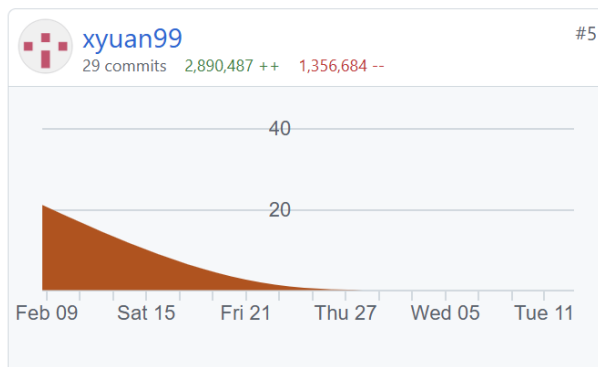 xyuan99
#5
29 commits 2,890,487 ++ 1,356,684 --
40
20
Feb 09 Sat 15 Fri 21 Thu 27 Wed 05 Tue 11